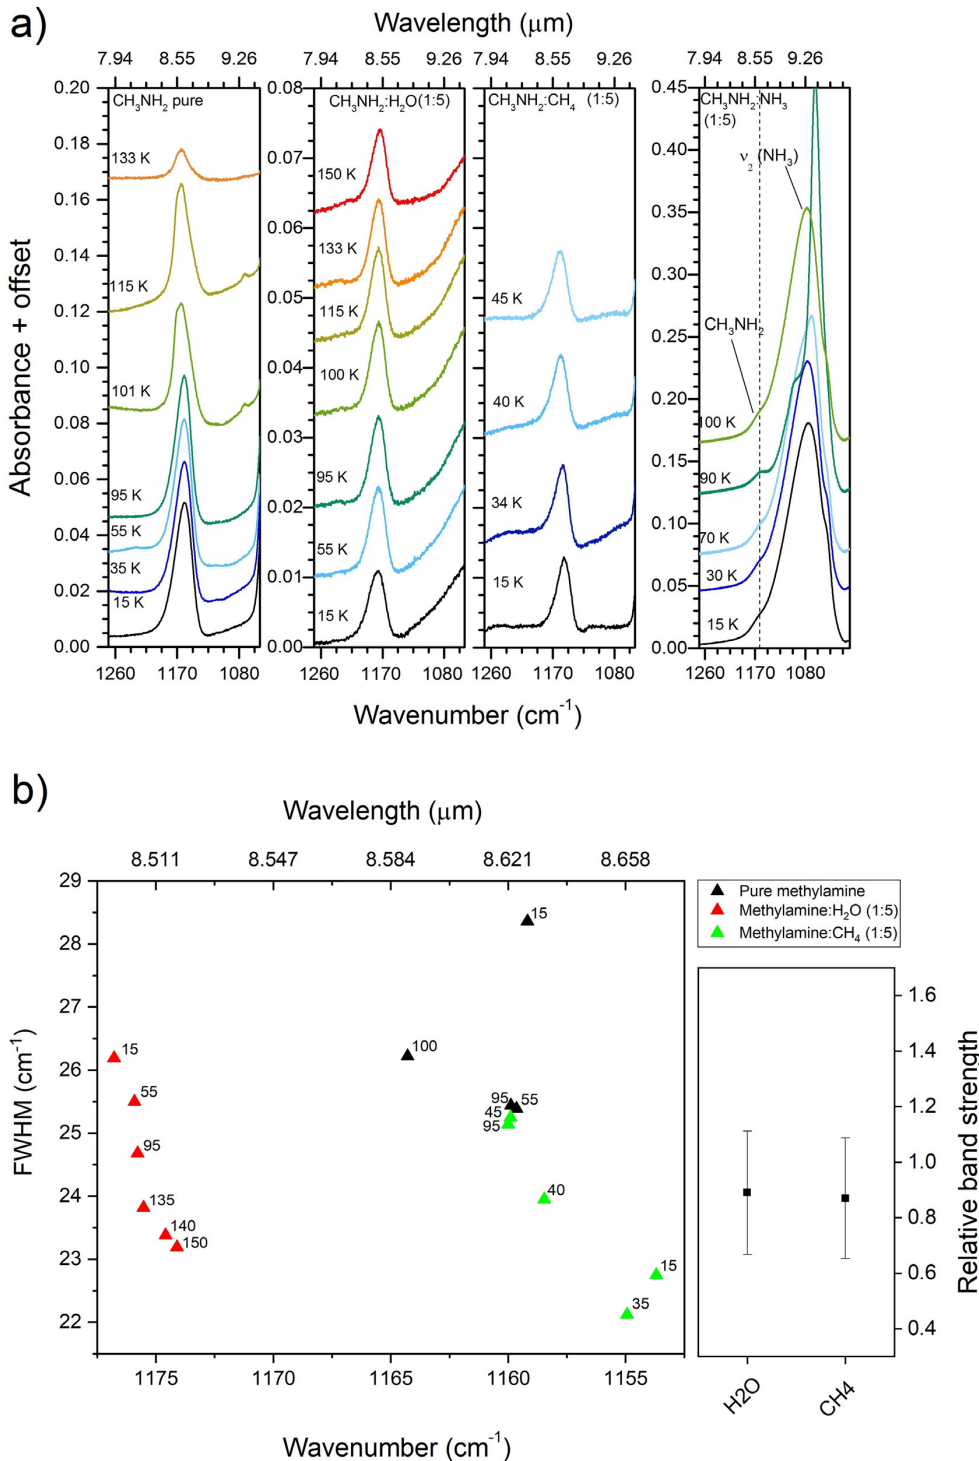 a)
Wavelength (μm)
7.94 8.55 9.26
7.94 8.55 9.26
7.94 8.55 9.26
7.94 8.55 9.26
Absorbance + offset
0.20
0.18
0.16
0.14
0.12
0.10
0.08
0.06
0.04
0.02
0.00
CH₃NH₂ pure
133 K
115 K
101 K
95 K
55 K
35 K
15 K
1260 1170 1080
0.08
0.07
0.06
0.05
0.04
0.03
0.02
0.01
0.00
CH₃NH₂:H₂O(1:5)
150 K
133 K
115 K
100 K
95 K
55 K
15 K
1260 1170 1080
CH₃NH₂:CH₄ (1:5)
45 K
40 K
34 K
15 K
1260 1170 1080
0.45
0.40
0.35
0.30
0.25
0.20
0.15
0.10
0.05
0.00
CH₃NH₂:NH₃
(1:5)
ν₂ (NH₃)
CH₃NH₂
100 K
90 K
70 K
30 K
15 K
1260 1170 1080
Wavenumber (cm⁻¹)
b)
Wavelength (μm)
8.511 8.547 8.584 8.621 8.658
FWHM (cm⁻¹)
29
28
27
26
25
24
23
22
15
55
95
135
140
150
100
15
95
55
45
95
40
15
35
1175 1170 1165 1160 1155
Wavenumber (cm⁻¹)
Pure methylamine
Methylamine:H₂O (1:5)
Methylamine:CH₄ (1:5)
1.6
1.4
1.2
1.0
0.8
0.6
0.4
Relative band strength
H2O
CH4